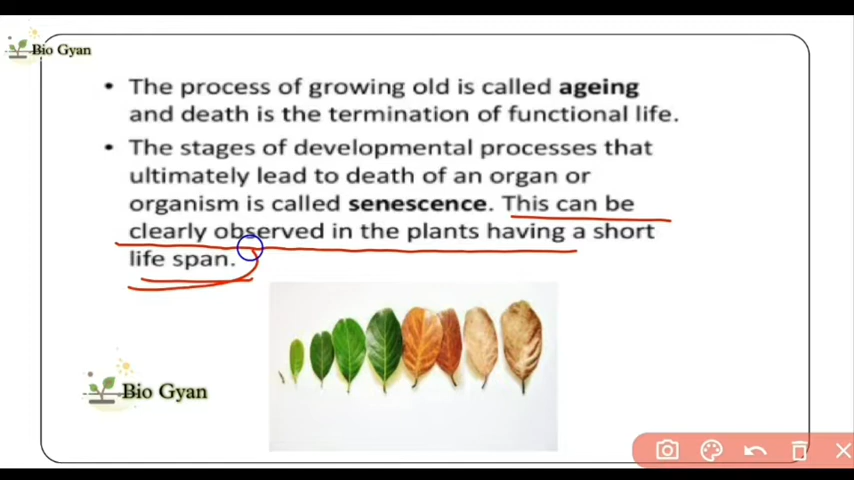 Bio Gyan
• The process of growing old is called ageing
and death is the termination of functional life.
• The stages of developmental processes that
ultimately lead to death of an organ or
organism is called senescence. This can be
clearly observed in the plants having a short
life span.
Bio Gyan